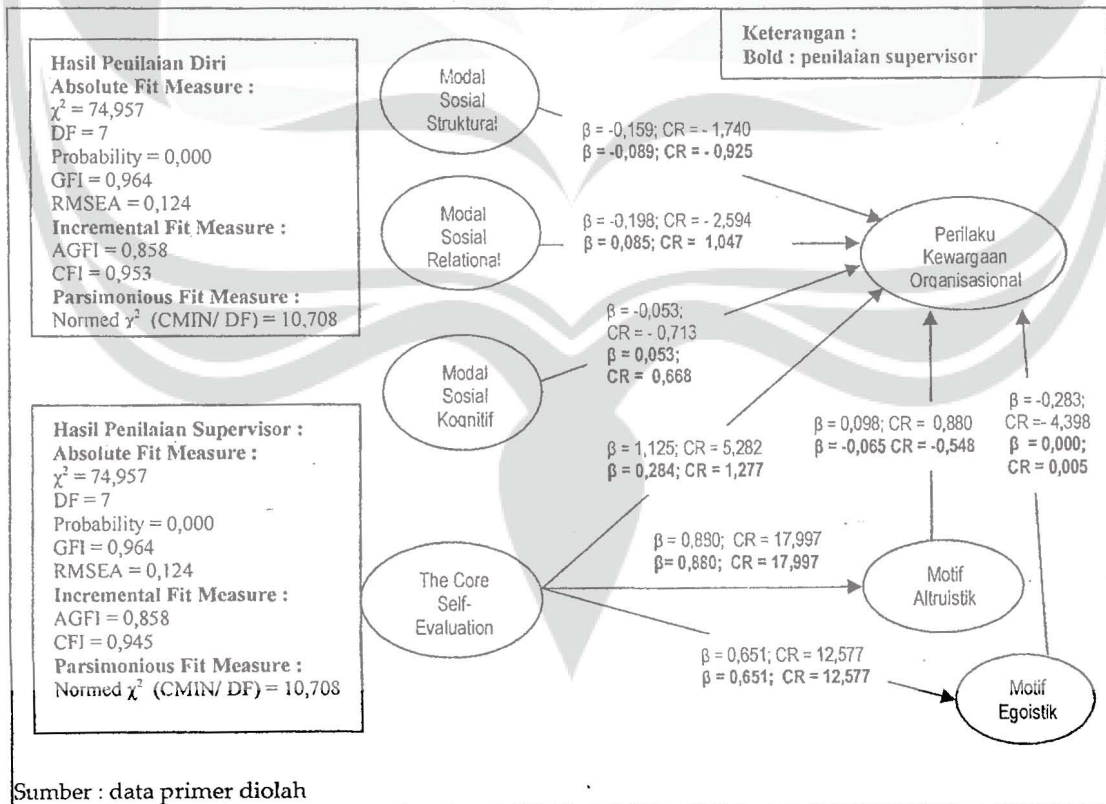 Keterangan :
Bold : penilaian supervisor
Hasil Penilaian Diri
Absolute Fit Measure :
χ² = 74,957
DF = 7
Probability = 0,000
GFI = 0,964
RMSEA = 0,124
Incremental Fit Measure :
AGFI = 0,858
CFI = 0,953
Parsimonious Fit Measure :
Normed χ² (CMIN/ DF) = 10,708
Hasil Penilaian Supervisor :
Absolute Fit Measure :
χ² = 74,957
DF = 7
Probability = 0,000
GFI = 0,964
RMSEA = 0,124
Incremental Fit Measure :
AGFI = 0,858
CFI = 0,945
Parsimonious Fit Measure :
Normed χ² (CMIN/ DF) = 10,708
Modal
Sosial
Struktural
Modal
Sosial
Relational
Modal
Sosial
Kognitif
The Core
Self-
Evaluation
β = -0,159; CR = - 1,740
β = -0,089; CR = - 0,925
β = -0,198; CR = - 2,594
β = 0,085; CR = 1,047
β = -0,053;
CR = - 0,713
β = 0,053;
CR = 0,668
β = 1,125; CR = 5,282
β = 0,284; CR = 1,277
β = 0,098; CR = 0,880
β = -0,065 CR = -0,548
β = -0,283;
CR = - 4,398
β = 0,000;
CR = 0,005
β = 0,880; CR = 17,997
β = 0,880; CR = 17,997
β = 0,651; CR = 12,577
β = 0,651; CR = 12,577
Perilaku
Kewargaan
Organisasional
Motif
Altruistik
Motif
Egoistik
Sumber : data primer diolah